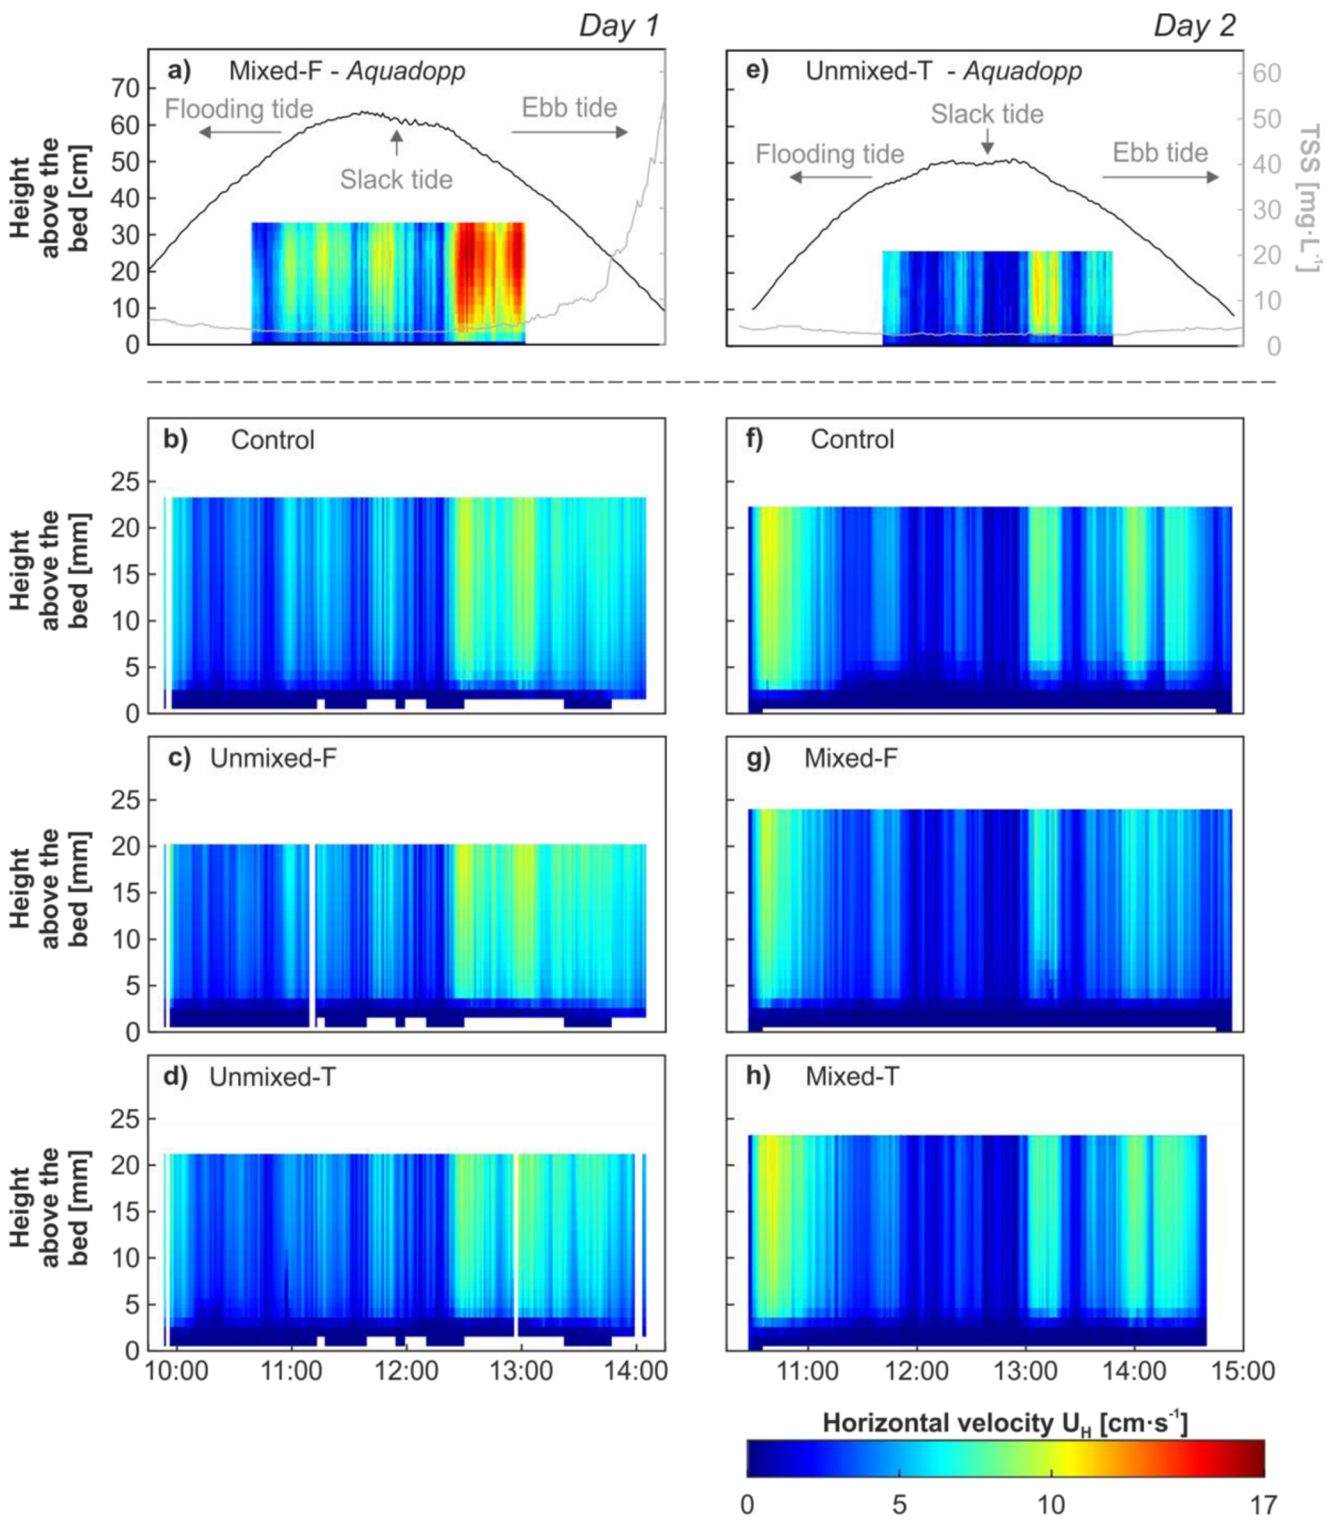 Day 1
Day 2
a) Mixed-F - Aquadopp
Flooding tide
Ebb tide
Slack tide
Height
above the
bed [cm]
70
60
50
40
30
20
10
0
e) Unmixed-T - Aquadopp
Slack tide
Flooding tide
Ebb tide
60
50
40
30
20
10
0
TSS [mg·L⁻¹]
b) Control
Height
above the
bed [mm]
25
20
15
10
5
0
f) Control
c) Unmixed-F
Height
above the
bed [mm]
25
20
15
10
5
0
g) Mixed-F
d) Unmixed-T
Height
above the
bed [mm]
25
20
15
10
5
0
10:00 11:00 12:00 13:00 14:00
h) Mixed-T
11:00 12:00 13:00 14:00 15:00
Horizontal velocity U_H [cm·s⁻¹]
0 5 10 17